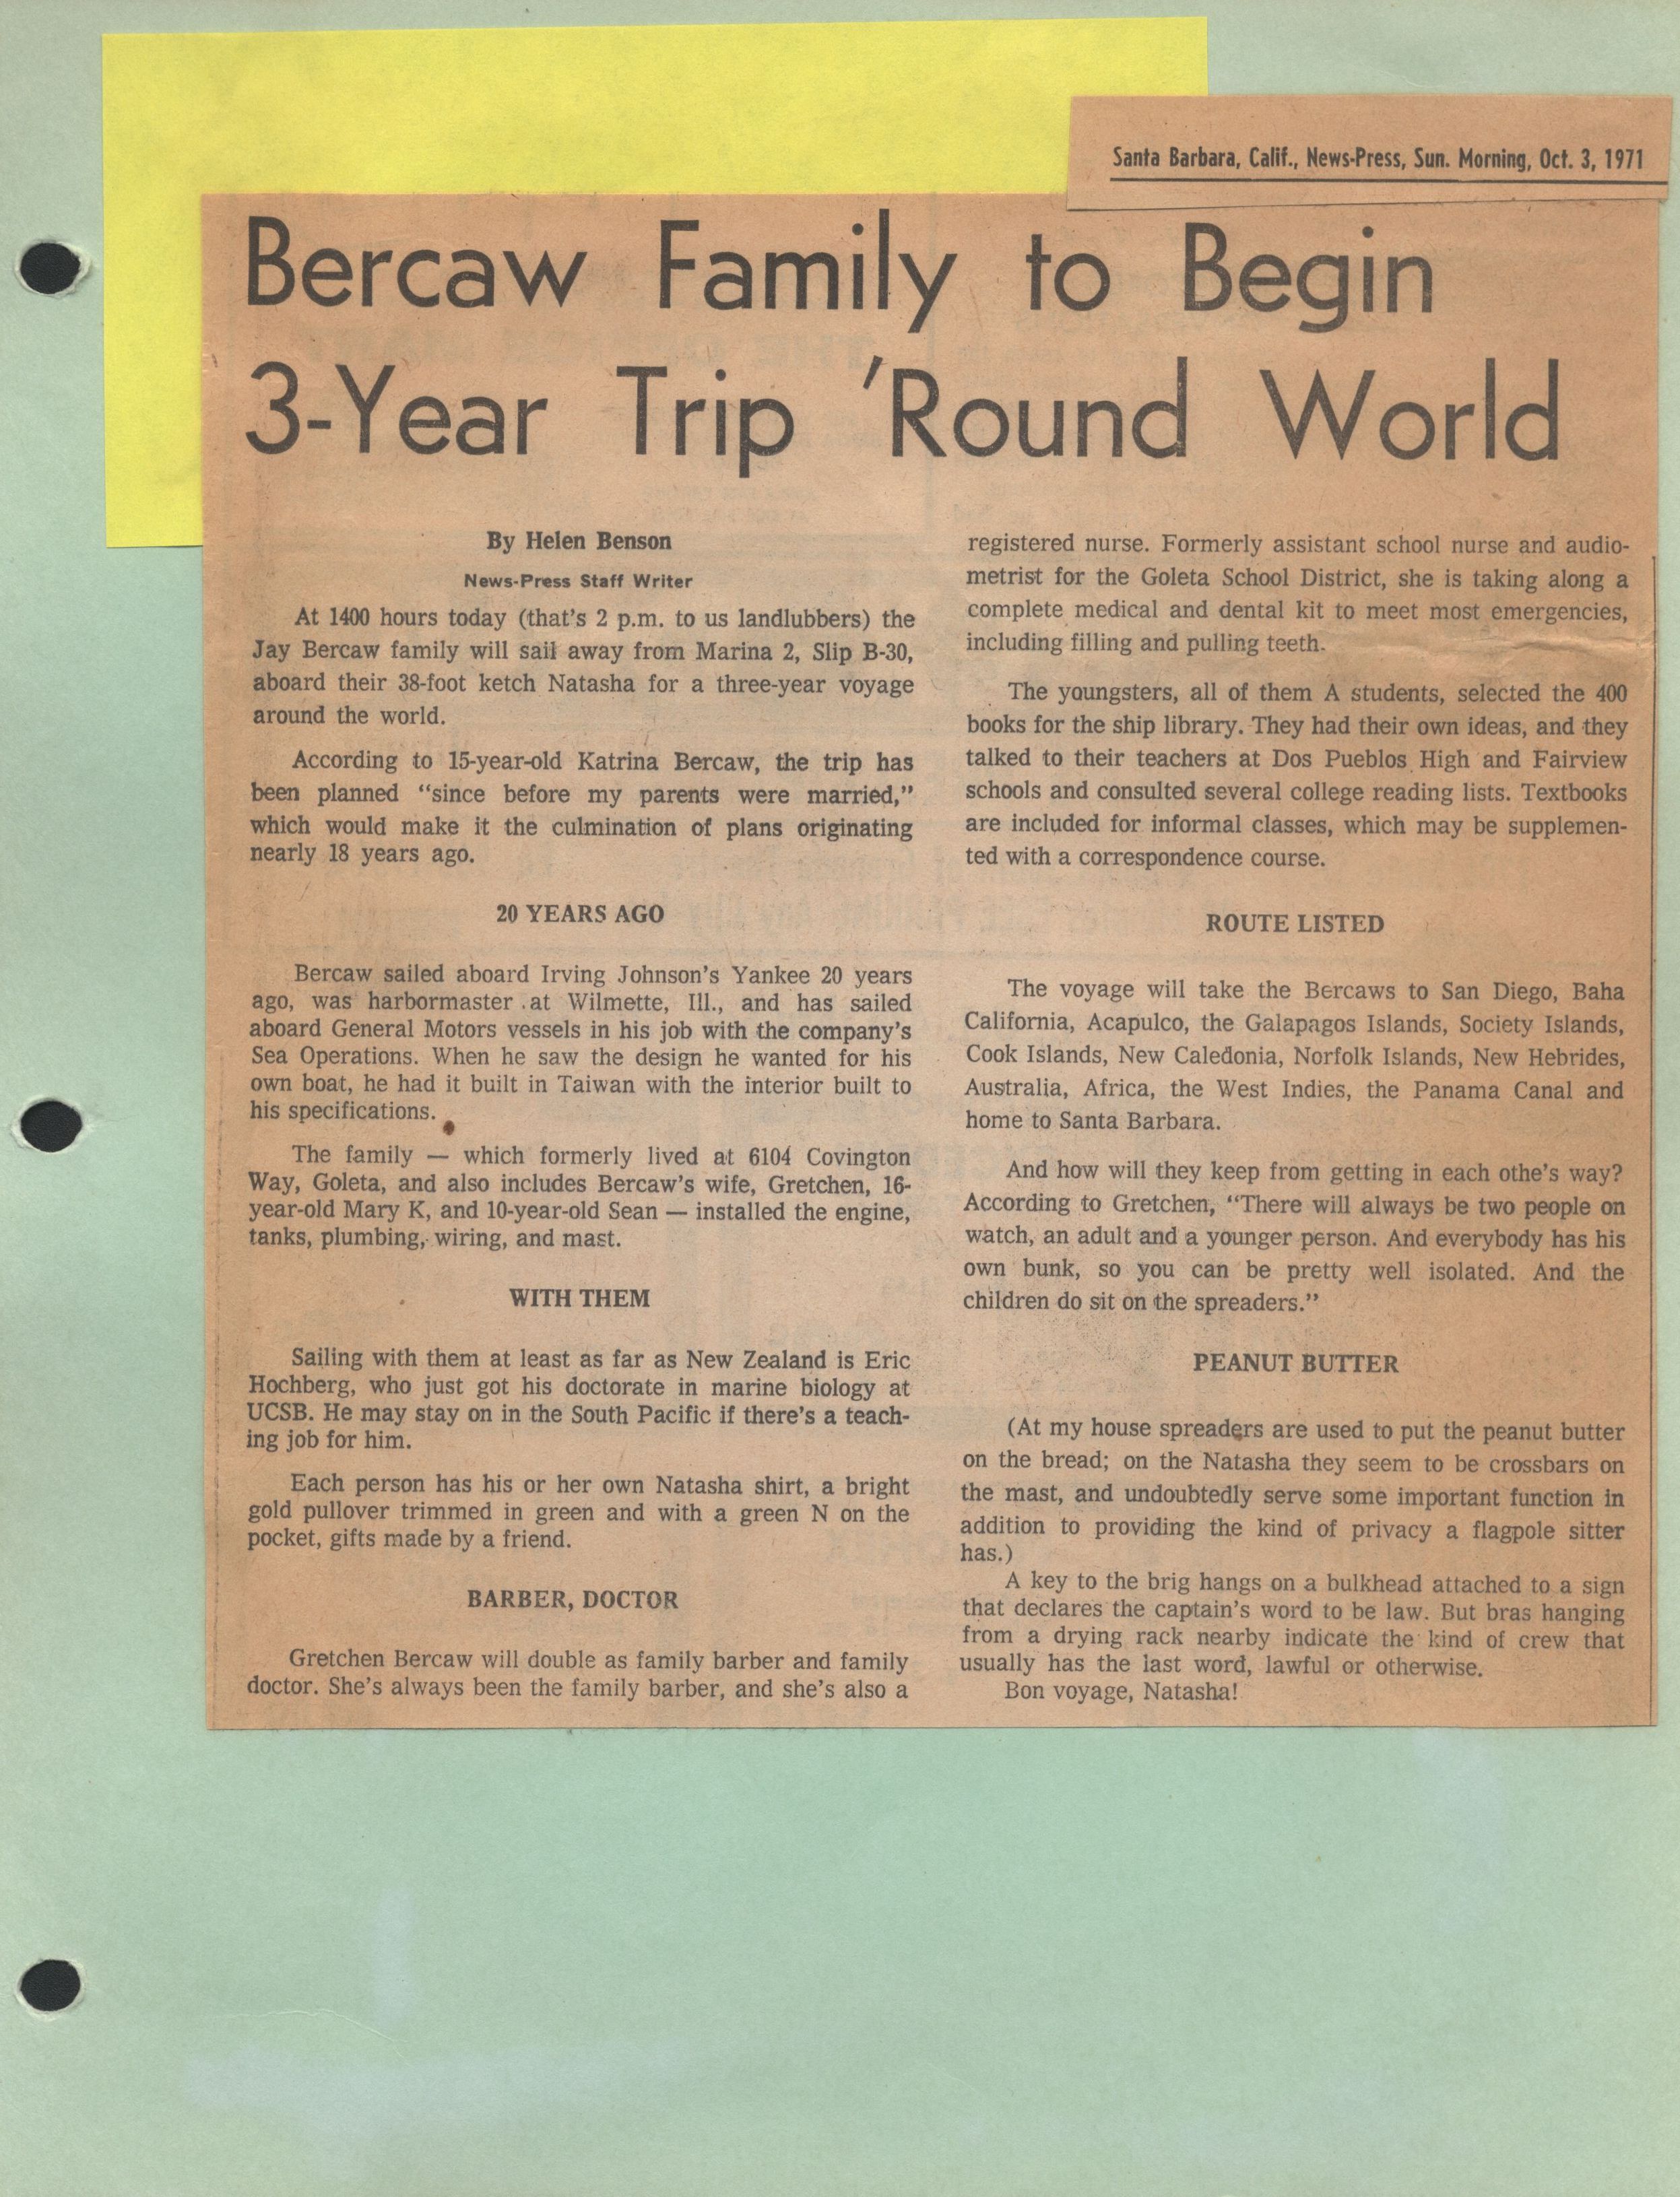 Santa Barbara, Calif., News-Press, Sun. Morning, Oct. 3, 1971
Bercaw Family to Begin
3-Year Trip 'Round World
By Helen Benson
News-Press Staff Writer
At 1400 hours today (that's 2 p.m. to us landlubbers) the
Jay Bercaw family will sail away from Marina 2, Slip B-30,
aboard their 38-foot ketch Natasha for a three-year voyage
around the world.
According to 15-year-old Katrina Bercaw, the trip has
been planned “since before my parents were married,”
which would make it the culmination of plans originating
nearly 18 years ago.
20 YEARS AGO
Bercaw sailed aboard Irving Johnson's Yankee 20 years
ago, was harbormaster at Wilmette, Ill., and has sailed
aboard General Motors vessels in his job with the company's
Sea Operations. When he saw the design he wanted for his
own boat, he had it built in Taiwan with the interior built to
his specifications.
The family — which formerly lived at 6104 Covington
Way, Goleta, and also includes Bercaw's wife, Gretchen, 16-
year-old Mary K, and 10-year-old Sean — installed the engine,
tanks, plumbing, wiring, and mast.
WITH THEM
Sailing with them at least as far as New Zealand is Eric
Hochberg, who just got his doctorate in marine biology at
UCSB. He may stay on in the South Pacific if there's a teach-
ing job for him.
Each person has his or her own Natasha shirt, a bright
gold pullover trimmed in green and with a green N on the
pocket, gifts made by a friend.
BARBER, DOCTOR
Gretchen Bercaw will double as family barber and family
doctor. She's always been the family barber, and she's also a
registered nurse. Formerly assistant school nurse and audio-
metrist for the Goleta School District, she is taking along a
complete medical and dental kit to meet most emergencies,
including filling and pulling teeth.
The youngsters, all of them A students, selected the 400
books for the ship library. They had their own ideas, and they
talked to their teachers at Dos Pueblos High and Fairview
schools and consulted several college reading lists. Textbooks
are included for informal classes, which may be supplemen-
ted with a correspondence course.
ROUTE LISTED
The voyage will take the Bercaws to San Diego, Baha
California, Acapulco, the Galapagos Islands, Society Islands,
Cook Islands, New Caledonia, Norfolk Islands, New Hebrides,
Australia, Africa, the West Indies, the Panama Canal and
home to Santa Barbara.
And how will they keep from getting in each othe's way?
According to Gretchen, “There will always be two people on
watch, an adult and a younger person. And everybody has his
own bunk, so you can be pretty well isolated. And the
children do sit on the spreaders.”
PEANUT BUTTER
(At my house spreaders are used to put the peanut butter
on the bread; on the Natasha they seem to be crossbars on
the mast, and undoubtedly serve some important function in
addition to providing the kind of privacy a flagpole sitter
has.)
A key to the brig hangs on a bulkhead attached to a sign
that declares the captain's word to be law. But bras hanging
from a drying rack nearby indicate the kind of crew that
usually has the last word, lawful or otherwise.
Bon voyage, Natasha!